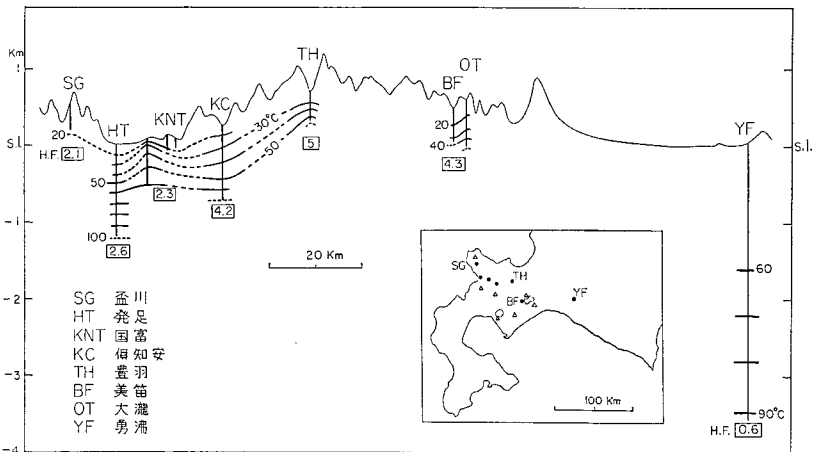 Km
1
S.l.
-1
-2
-3
-4
SG
HT
KNT
KC
TH
BF
OT
YF
20
H.F. 2.1
50
100
2.6
2.3
4.2
30℃
50
5
20
40
4.3
S.l.
60
90℃
H.F. 0.6
20 Km
SG 盃川
HT 発足
KNT 国富
KC 倶知安
TH 豊羽
BF 美笛
OT 大滝
YF 勇沸
SG
TH
BF
YF
100 Km